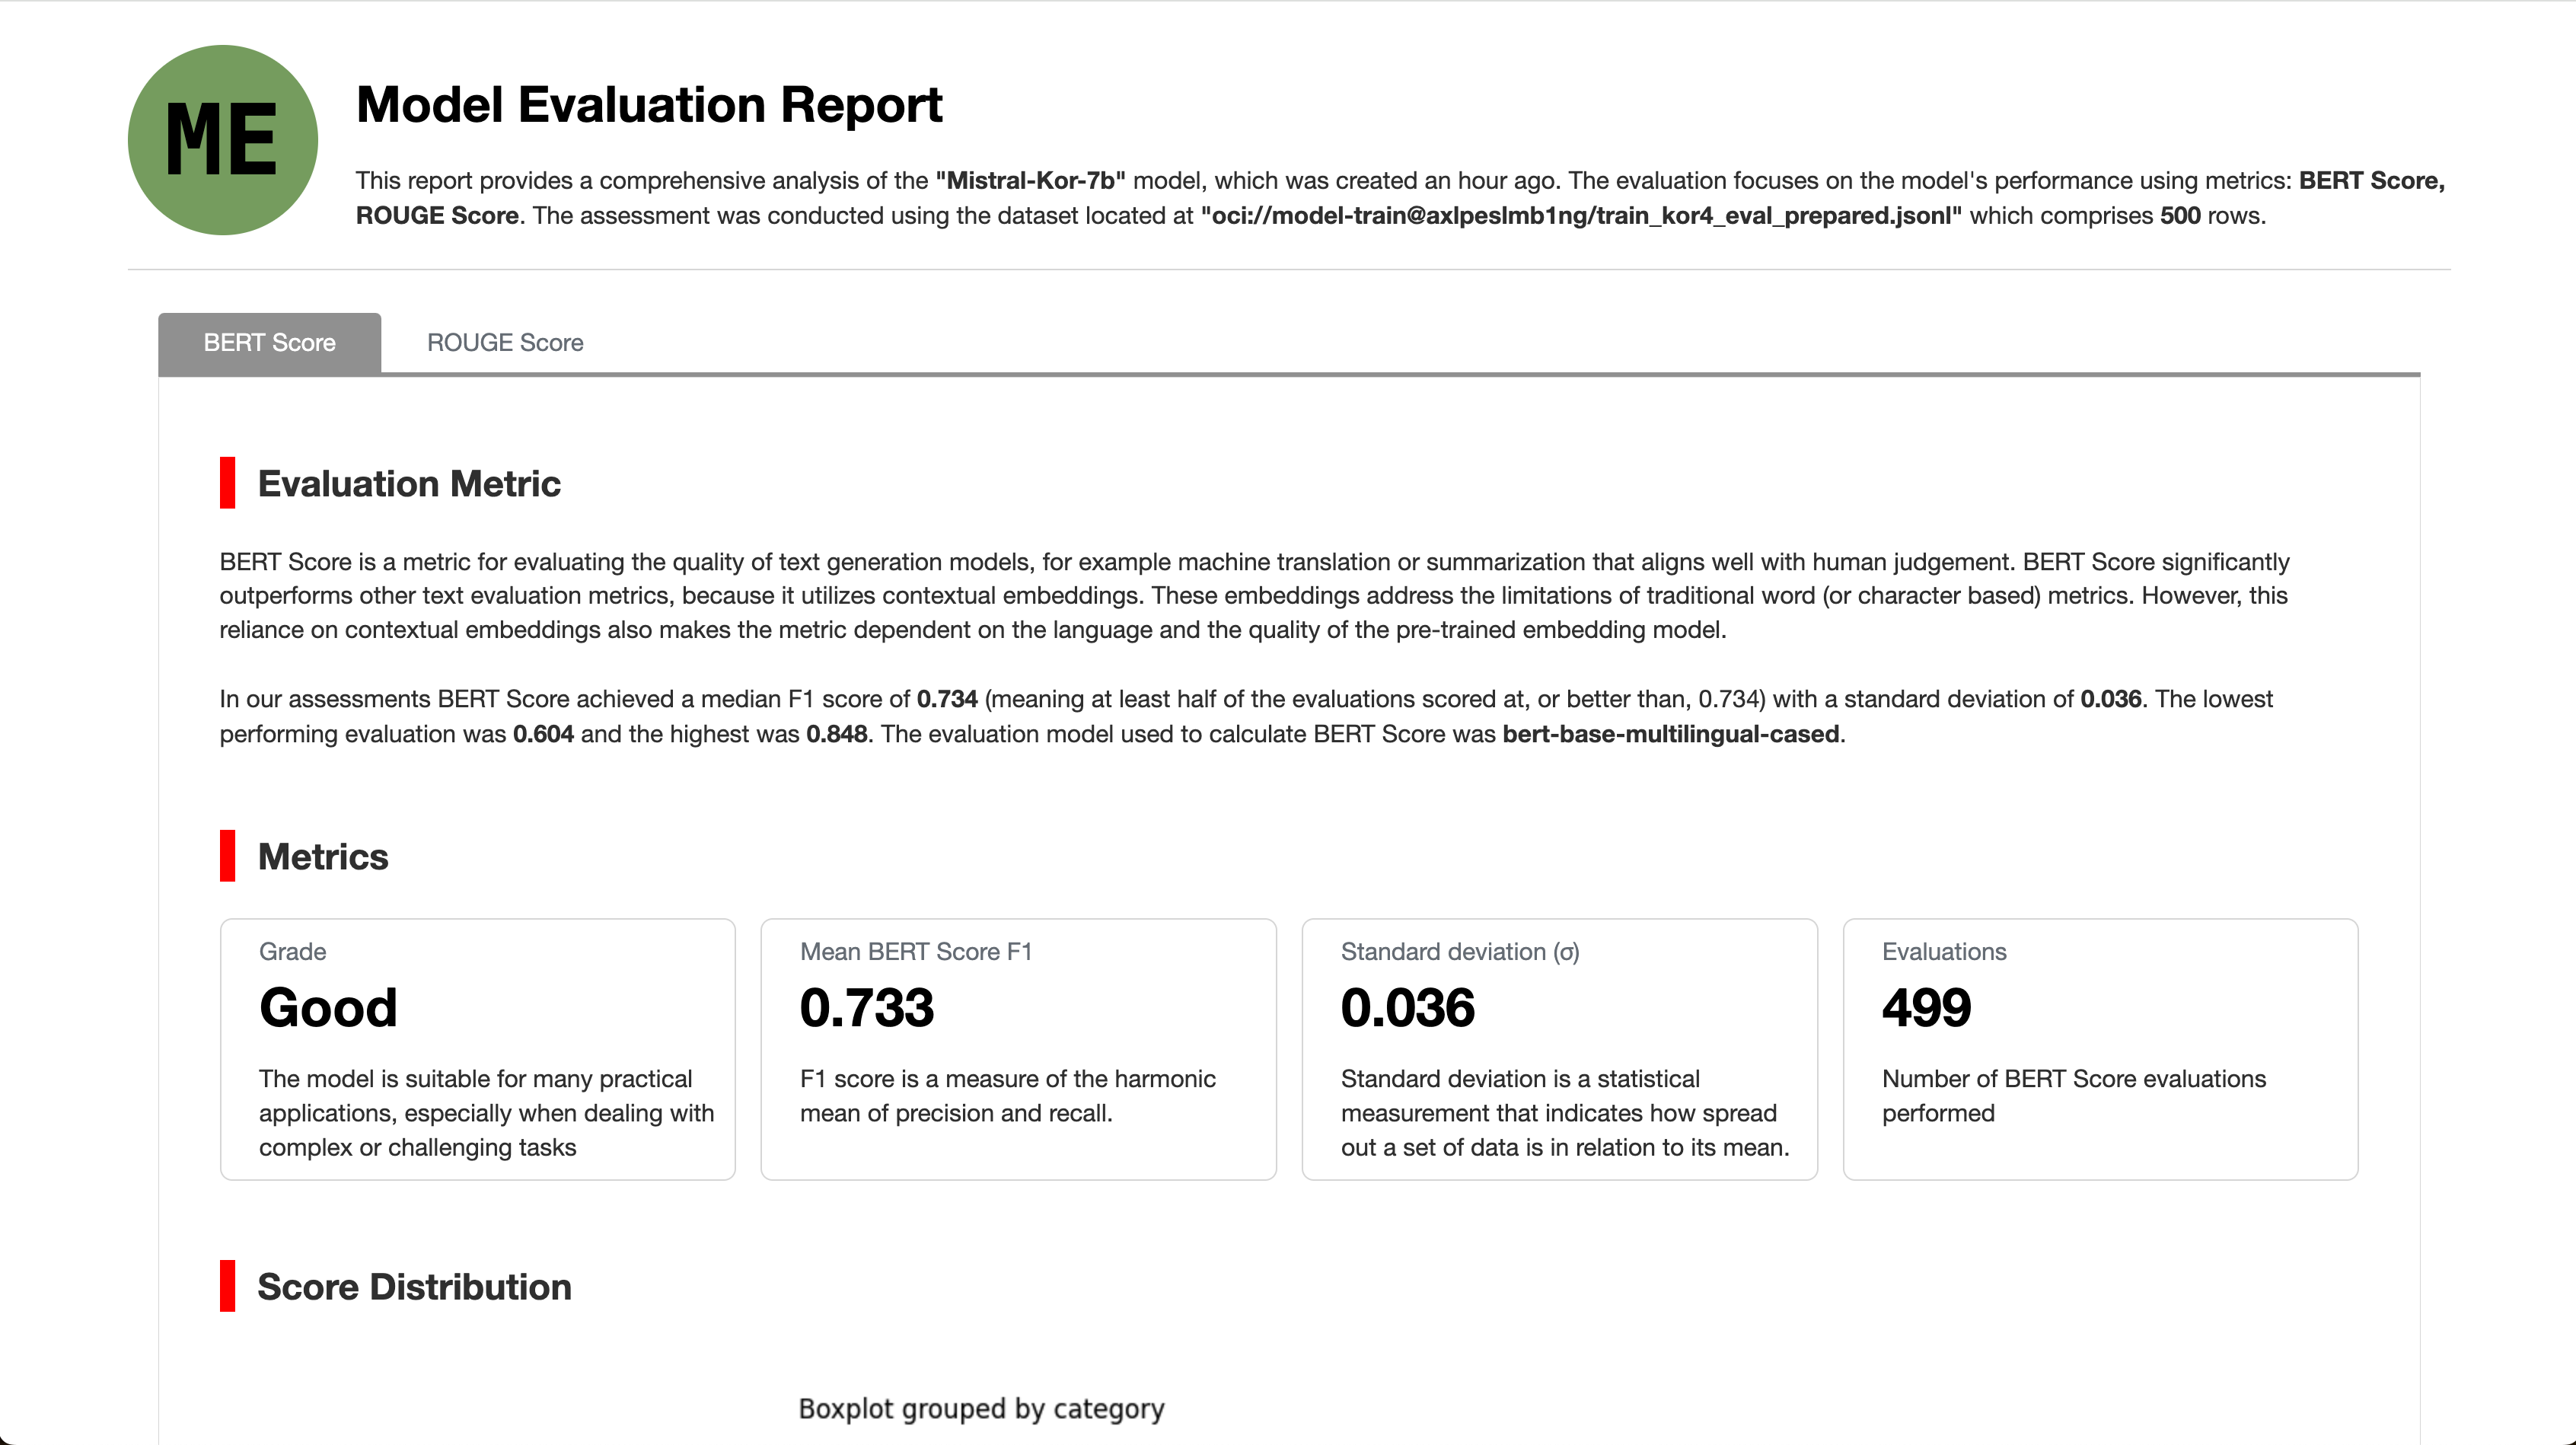 ME
Model Evaluation Report
This report provides a comprehensive analysis of the "Mistral-Kor-7b" model, which was created an hour ago. The evaluation focuses on the model's performance using metrics: BERT Score,
ROUGE Score. The assessment was conducted using the dataset located at "oci://model-train@axlpeslmb1ng/train_kor4_eval_prepared.jsonl" which comprises 500 rows.
BERT Score
ROUGE Score
Evaluation Metric
BERT Score is a metric for evaluating the quality of text generation models, for example machine translation or summarization that aligns well with human judgement. BERT Score significantly
outperforms other text evaluation metrics, because it utilizes contextual embeddings. These embeddings address the limitations of traditional word (or character based) metrics. However, this
reliance on contextual embeddings also makes the metric dependent on the language and the quality of the pre-trained embedding model.
In our assessments BERT Score achieved a median F1 score of 0.734 (meaning at least half of the evaluations scored at, or better than, 0.734) with a standard deviation of 0.036. The lowest
performing evaluation was 0.604 and the highest was 0.848. The evaluation model used to calculate BERT Score was bert-base-multilingual-cased.
Metrics
Grade
Good
The model is suitable for many practical
applications, especially when dealing with
complex or challenging tasks
Mean BERT Score F1
0.733
F1 score is a measure of the harmonic
mean of precision and recall.
Standard deviation (σ)
0.036
Standard deviation is a statistical
measurement that indicates how spread
out a set of data is in relation to its mean.
Evaluations
499
Number of BERT Score evaluations
performed
Score Distribution
Boxplot grouped by category